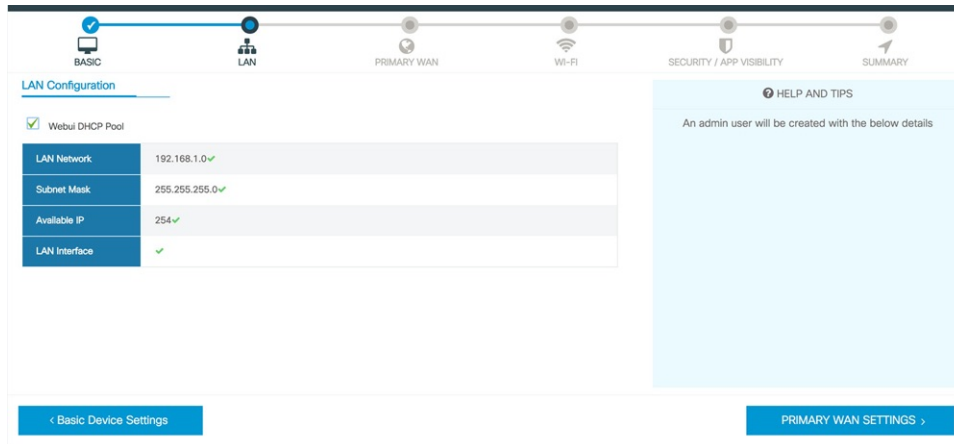 BASIC
LAN
PRIMARY WAN
WI-FI
SECURITY / APP VISIBILITY
SUMMARY
LAN Configuration
Webui DHCP Pool
LAN Network 192.168.1.0
Subnet Mask 255.255.255.0
Available IP 254
LAN Interface
HELP AND TIPS
An admin user will be created with the below details
< Basic Device Settings
PRIMARY WAN SETTINGS >